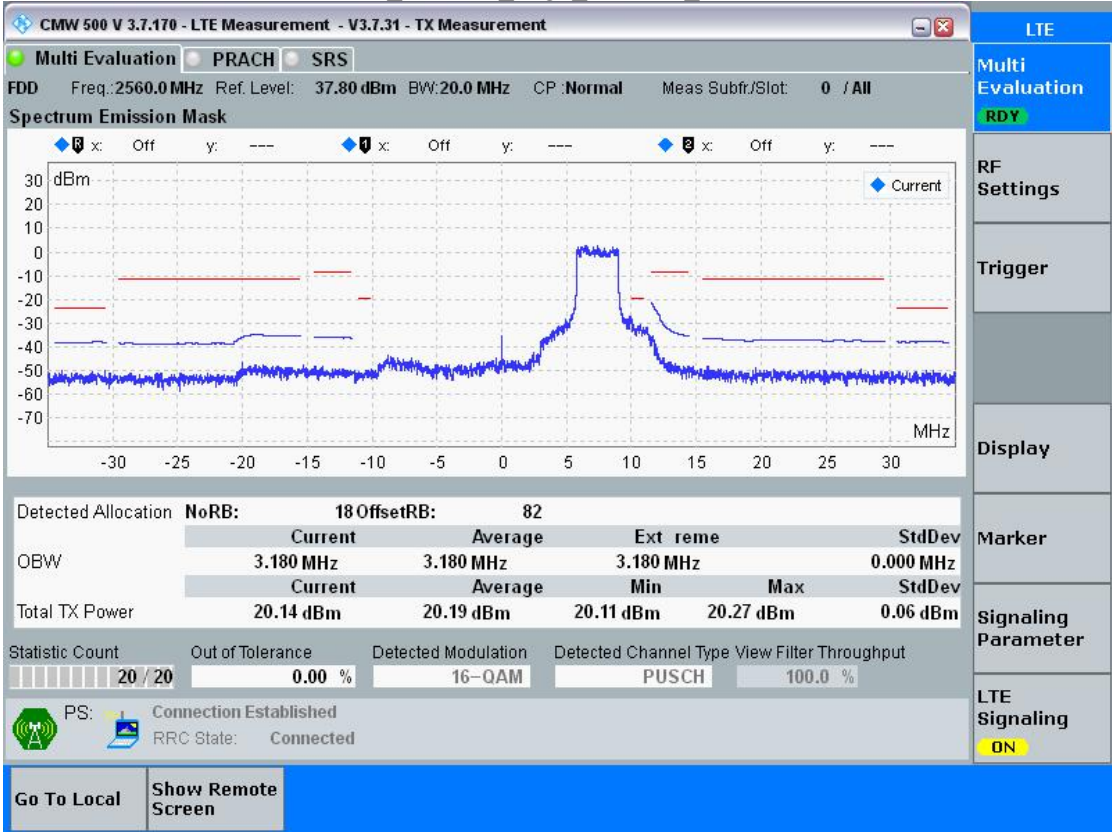 CMW 500 V 3.7.170 - LTE Measurement - V3.7.31 - TX Measurement
LTE
Multi Evaluation PRACH SRS
Multi Evaluation
RDY
FDD Freq.:2560.0 MHz Ref. Level: 37.80 dBm BW:20.0 MHz CP :Normal Meas Subfr./Slot: 0 / All
Spectrum Emission Mask
R x: Off y: --- 1 x: Off y: --- 2 x: Off y: ---
RF Settings
30 dBm
Current
20
10
0
-10
-20
-30
-40
-50
-60
-70
MHz
-30 -25 -20 -15 -10 -5 0 5 10 15 20 25 30
Trigger
Display
Detected Allocation NoRB: 18 OffsetRB: 82
Current Average Ext reme StdDev
OBW 3.180 MHz 3.180 MHz 3.180 MHz 0.000 MHz
Current Average Min Max StdDev
Total TX Power 20.14 dBm 20.19 dBm 20.11 dBm 20.27 dBm 0.06 dBm
Marker
Signaling Parameter
Statistic Count Out of Tolerance Detected Modulation Detected Channel Type View Filter Throughput
20 / 20 0.00 % 16-QAM PUSCH 100.0 %
PS: Connection Established
RRC State: Connected
LTE Signaling
ON
Go To Local
Show Remote Screen